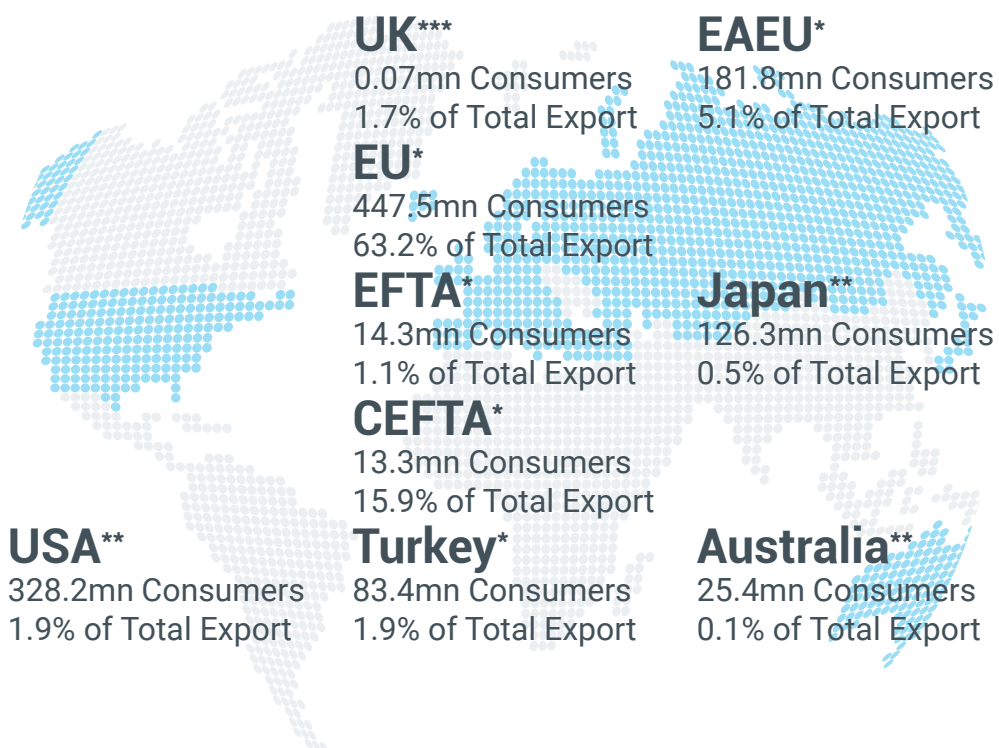 UK***
0.07mn Consumers
1.7% of Total Export
EAEU*
181.8mn Consumers
5.1% of Total Export
EU*
447.5mn Consumers
63.2% of Total Export
EFTA*
14.3mn Consumers
1.1% of Total Export
Japan**
126.3mn Consumers
0.5% of Total Export
CEFTA*
13.3mn Consumers
15.9% of Total Export
USA**
328.2mn Consumers
1.9% of Total Export
Turkey*
83.4mn Consumers
1.9% of Total Export
Australia**
25.4mn Consumers
0.1% of Total Export